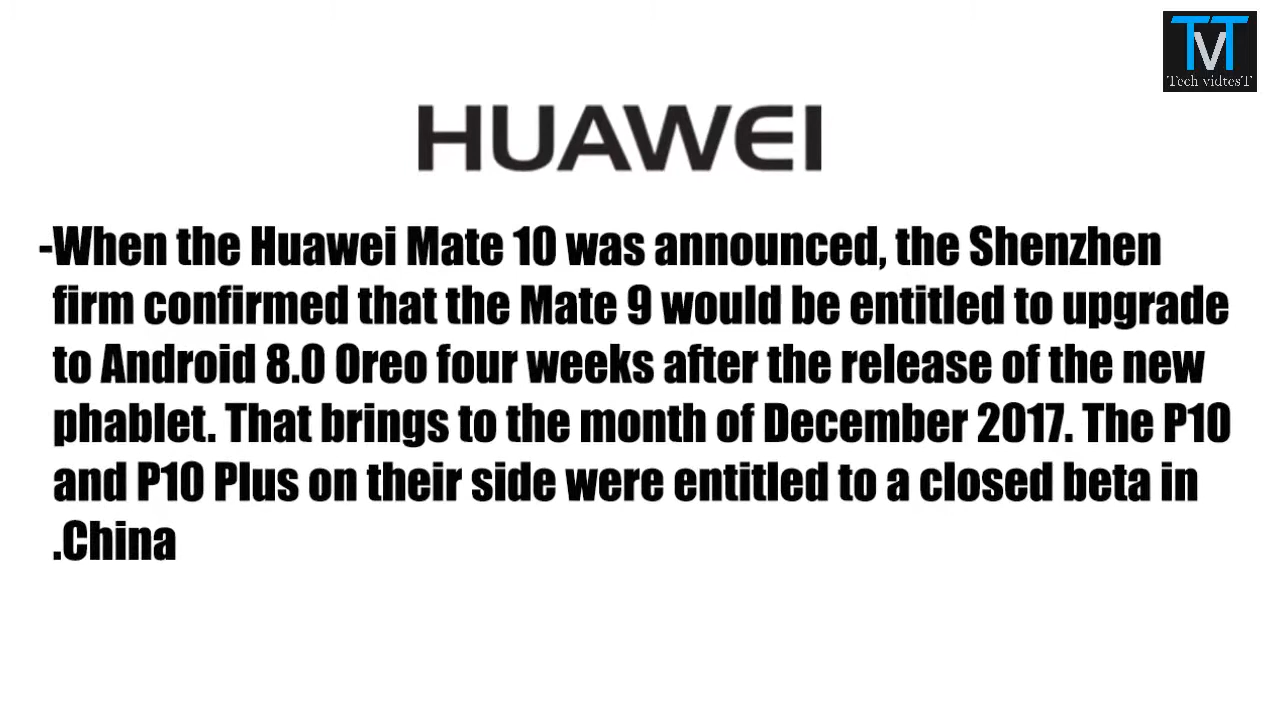 TVT
Tech vidtesT
HUAWEI
-When the Huawei Mate 10 was announced, the Shenzhen
firm confirmed that the Mate 9 would be entitled to upgrade
to Android 8.0 Oreo four weeks after the release of the new
phablet. That brings to the month of December 2017. The P10
and P10 Plus on their side were entitled to a closed beta in
.China